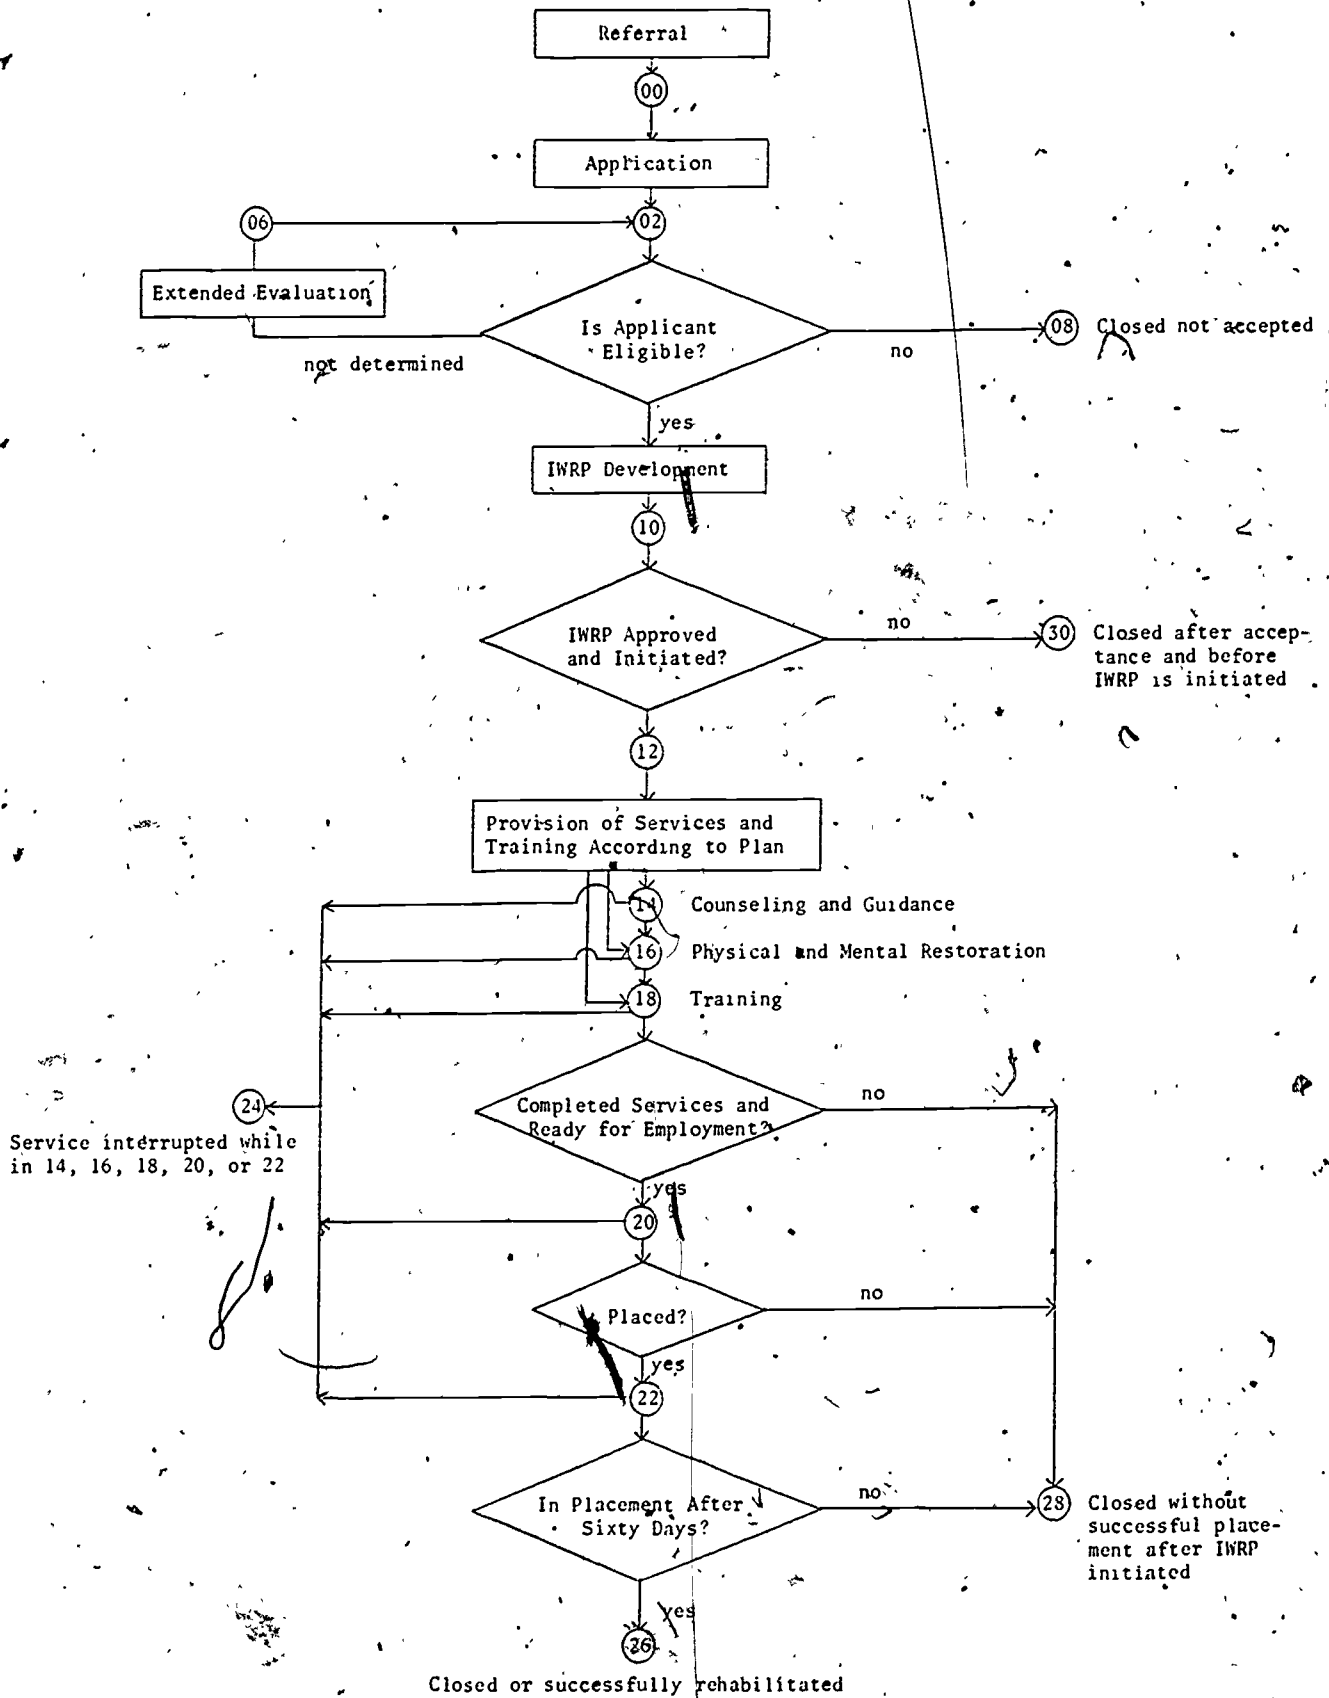 Referral
00
Application
06
02
Extended Evaluation
Is Applicant
Eligible?
08
Closed not accepted
no
not determined
yes
IWRP Development
10
IWRP Approved
and Initiated?
no
30
Closed after accep-
tance and before
IWRP is initiated
12
Provision of Services and
Training According to Plan
14
Counseling and Guidance
16
Physical and Mental Restoration
18
Training
24
Service interrupted while
in 14, 16, 18, 20, or 22
Completed Services and
Ready for Employment?
no
yes
20
Placed?
no
yes
22
In Placement After
Sixty Days?
no
28
Closed without
successful place-
ment after IWRP
initiated
yes
26
Closed or successfully rehabilitated